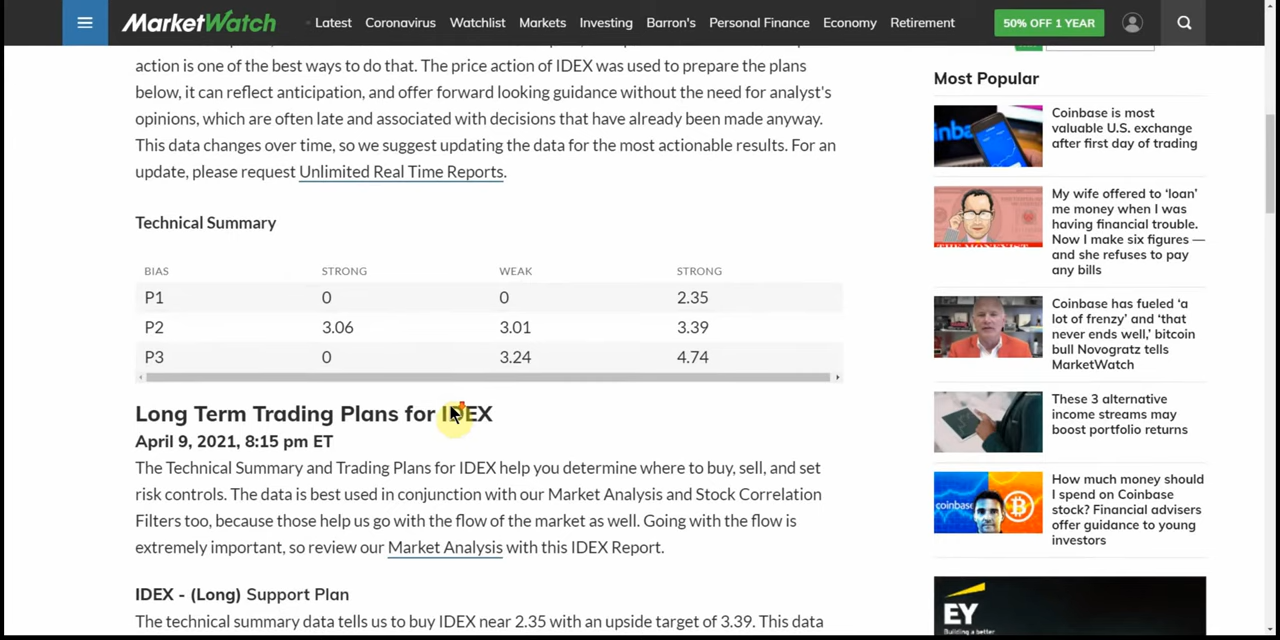 MarketWatch
Latest Coronavirus Watchlist Markets Investing Barron's Personal Finance Economy Retirement
50% OFF 1 YEAR
action is one of the best ways to do that. The price action of IDEX was used to prepare the plans
below, it can reflect anticipation, and offer forward looking guidance without the need for analyst's
opinions, which are often late and associated with decisions that have already been made anyway.
This data changes over time, so we suggest updating the data for the most actionable results. For an
update, please request Unlimited Real Time Reports.
Technical Summary
BIAS STRONG WEAK STRONG
P1 0 0 2.35
P2 3.06 3.01 3.39
P3 0 3.24 4.74
Long Term Trading Plans for IDEX
April 9, 2021, 8:15 pm ET
The Technical Summary and Trading Plans for IDEX help you determine where to buy, sell, and set
risk controls. The data is best used in conjunction with our Market Analysis and Stock Correlation
Filters too, because those help us go with the flow of the market as well. Going with the flow is
extremely important, so review our Market Analysis with this IDEX Report.
IDEX - (Long) Support Plan
The technical summary data tells us to buy IDEX near 2.35 with an upside target of 3.39. This data
Most Popular
Coinbase is most
valuable U.S. exchange
after first day of trading
My wife offered to ‘loan’
me money when I was
having financial trouble.
Now I make six figures —
and she refuses to pay
any bills
Coinbase has fueled ‘a
lot of frenzy’ and ‘that
never ends well,’ bitcoin
bull Novogratz tells
MarketWatch
These 3 alternative
income streams may
boost portfolio returns
coinbase
How much money should
I spend on Coinbase
stock? Financial advisers
offer guidance to young
investors
EY
Building a better